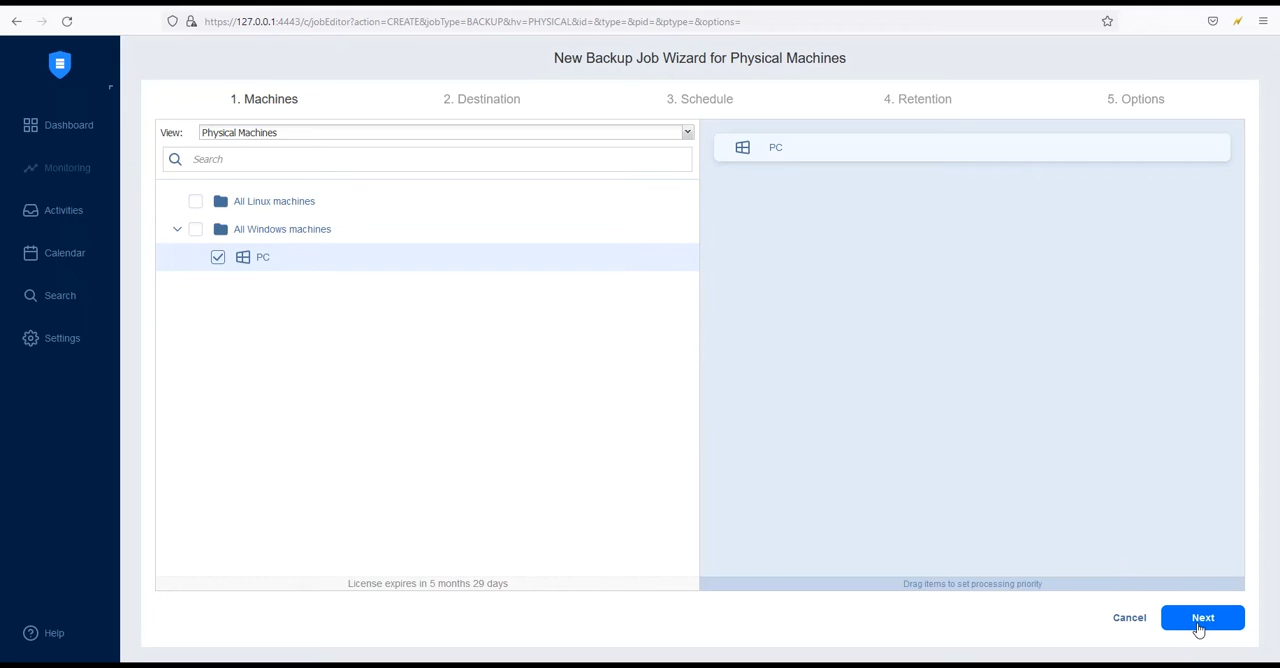 https://127.0.0.1:4443/c/jobEditor?action=CREATE&jobType=BACKUP&hv=PHYSICAL&id=&type=&pid=&ptype=&options=
New Backup Job Wizard for Physical Machines
1. Machines 2. Destination 3. Schedule 4. Retention 5. Options
Dashboard
Monitoring
Activities
Calendar
Search
Settings
Help
View: Physical Machines
Search
All Linux machines
All Windows machines
PC
License expires in 5 months 29 days
PC
Drag items to set processing priority
Cancel Next